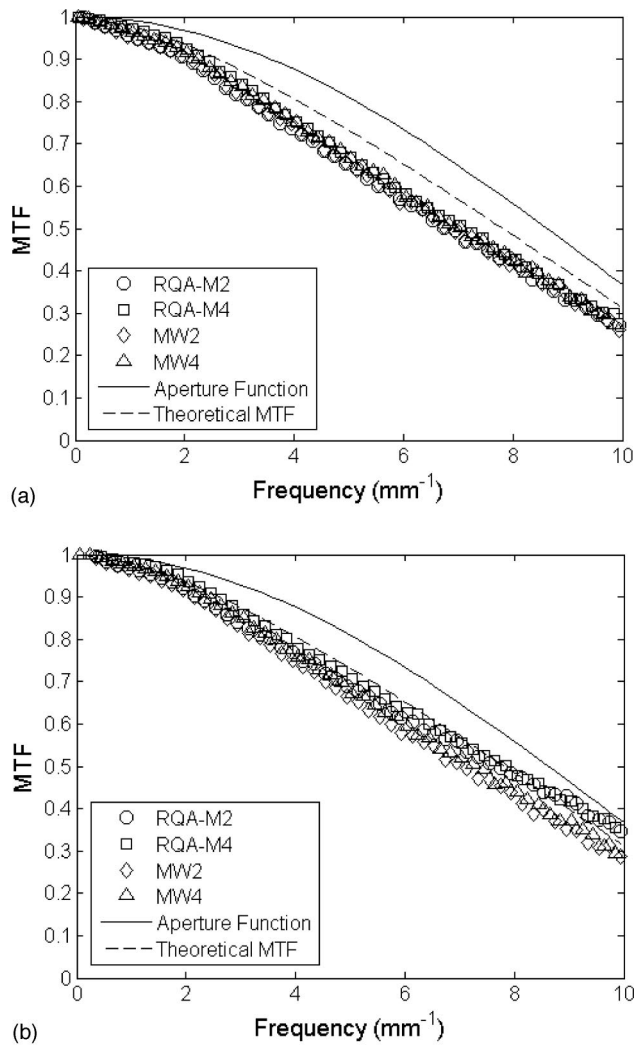 1
0.9
0.8
0.7
0.6
0.5
0.4
0.3
0.2
0.1
0
MTF
RQA-M2
RQA-M4
MW2
MW4
Aperture Function
Theoretical MTF
0 2 4 6 8 10
(a) Frequency (mm-1)
1
0.9
0.8
0.7
0.6
0.5
0.4
0.3
0.2
0.1
0
MTF
RQA-M2
RQA-M4
MW2
MW4
Aperture Function
Theoretical MTF
0 2 4 6 8 10
(b) Frequency (mm-1)